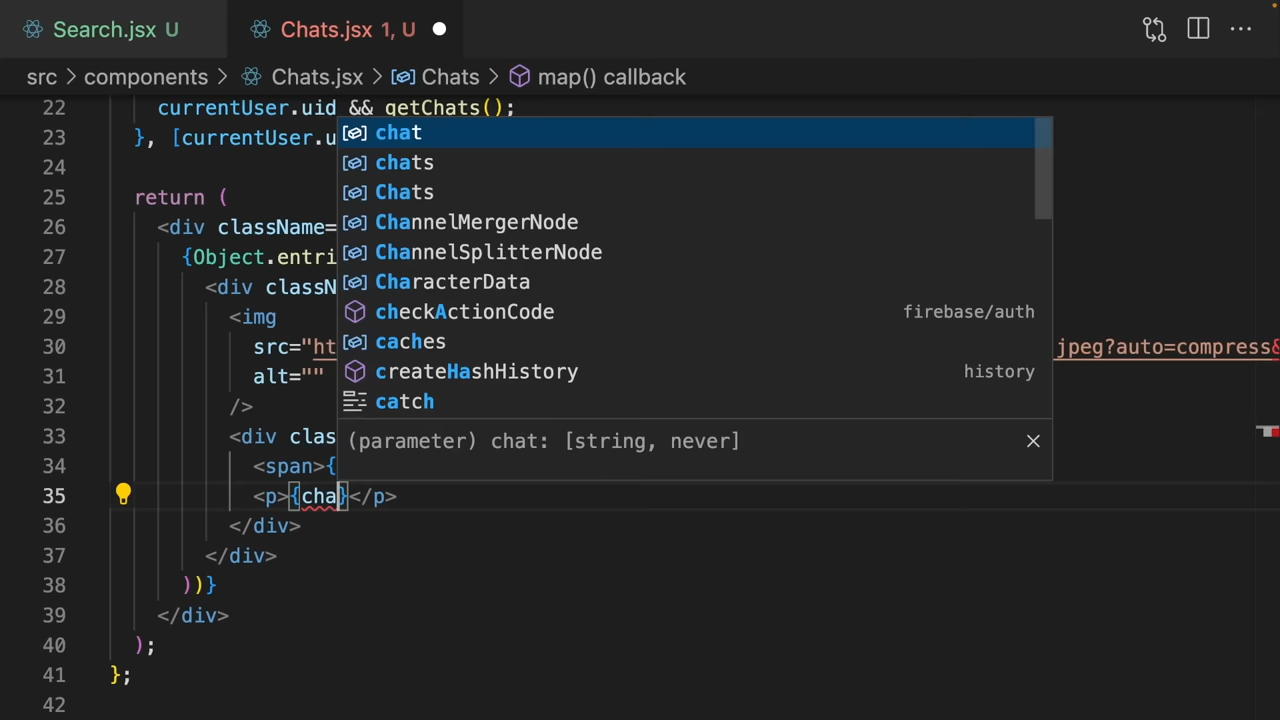 Search.jsx U
Chats.jsx 1, U
src > components > Chats.jsx > Chats > map() callback
22 currentUser.uid && getChats();
23 }, [currentUser.u
24
25 return (
26 <div className=
27 {Object.entri
28 <div classN
29 <img
30 src="ht jpeg?auto=compress&
31 alt=""
32 />
33 <div clas
34 <span>{
35 <p>{cha}</p>
36 </div>
37 </div>
38 ))}
39 </div>
40 );
41 };
42
chat
chats
Chats
ChannelMergerNode
ChannelSplitterNode
CharacterData
checkActionCode firebase/auth
caches
createHashHistory history
catch
(parameter) chat: [string, never]